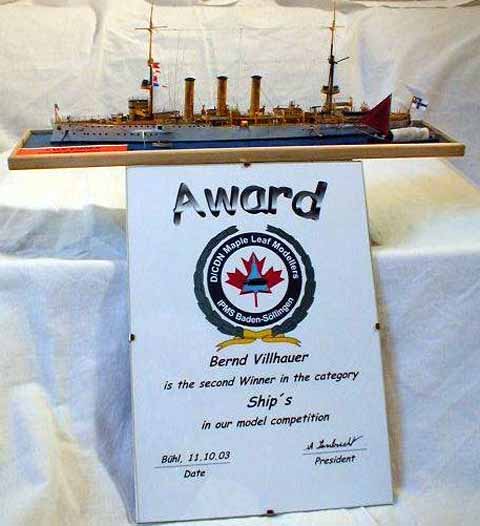 Award
D/CDN Maple Leaf Modellers
IPMS Baden-Söllingen
Bernd Villhauer
is the second Winner in the category
Ship´s
in our model competition
Bühl, 11.10.03
Date
President